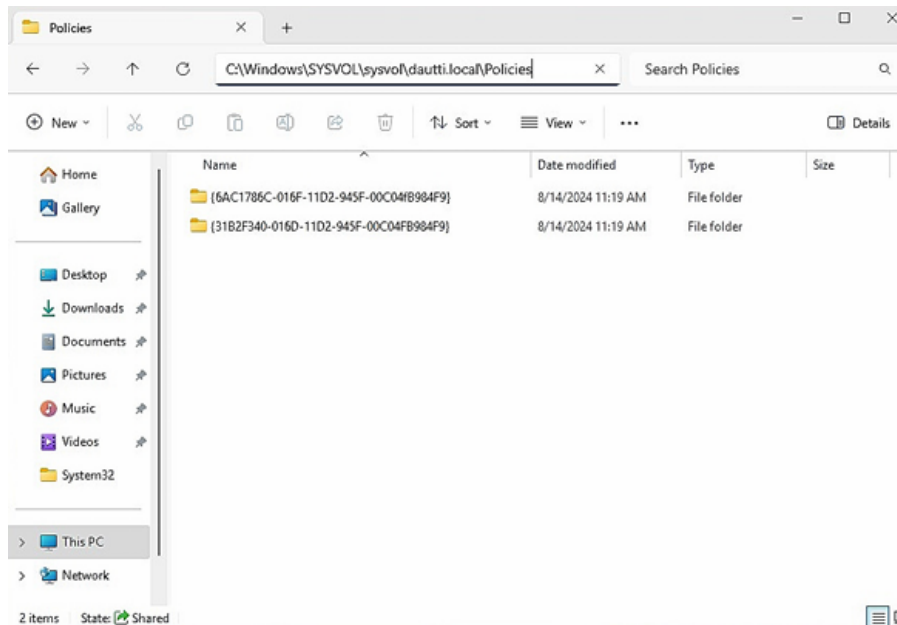 Policies
C:\Windows\SYSVOL\sysvol\dautti.local\Policies
Search Policies
New
Sort
View
Details
Name
Date modified
Type
Size
{6AC1786C-016F-11D2-945F-00C04fB984F9}
8/14/2024 11:19 AM
File folder
{31B2F340-016D-11D2-945F-00C04FB984F9}
8/14/2024 11:19 AM
File folder
Home
Gallery
Desktop
Downloads
Documents
Pictures
Music
Videos
System32
This PC
Network
2 items
State:
Shared